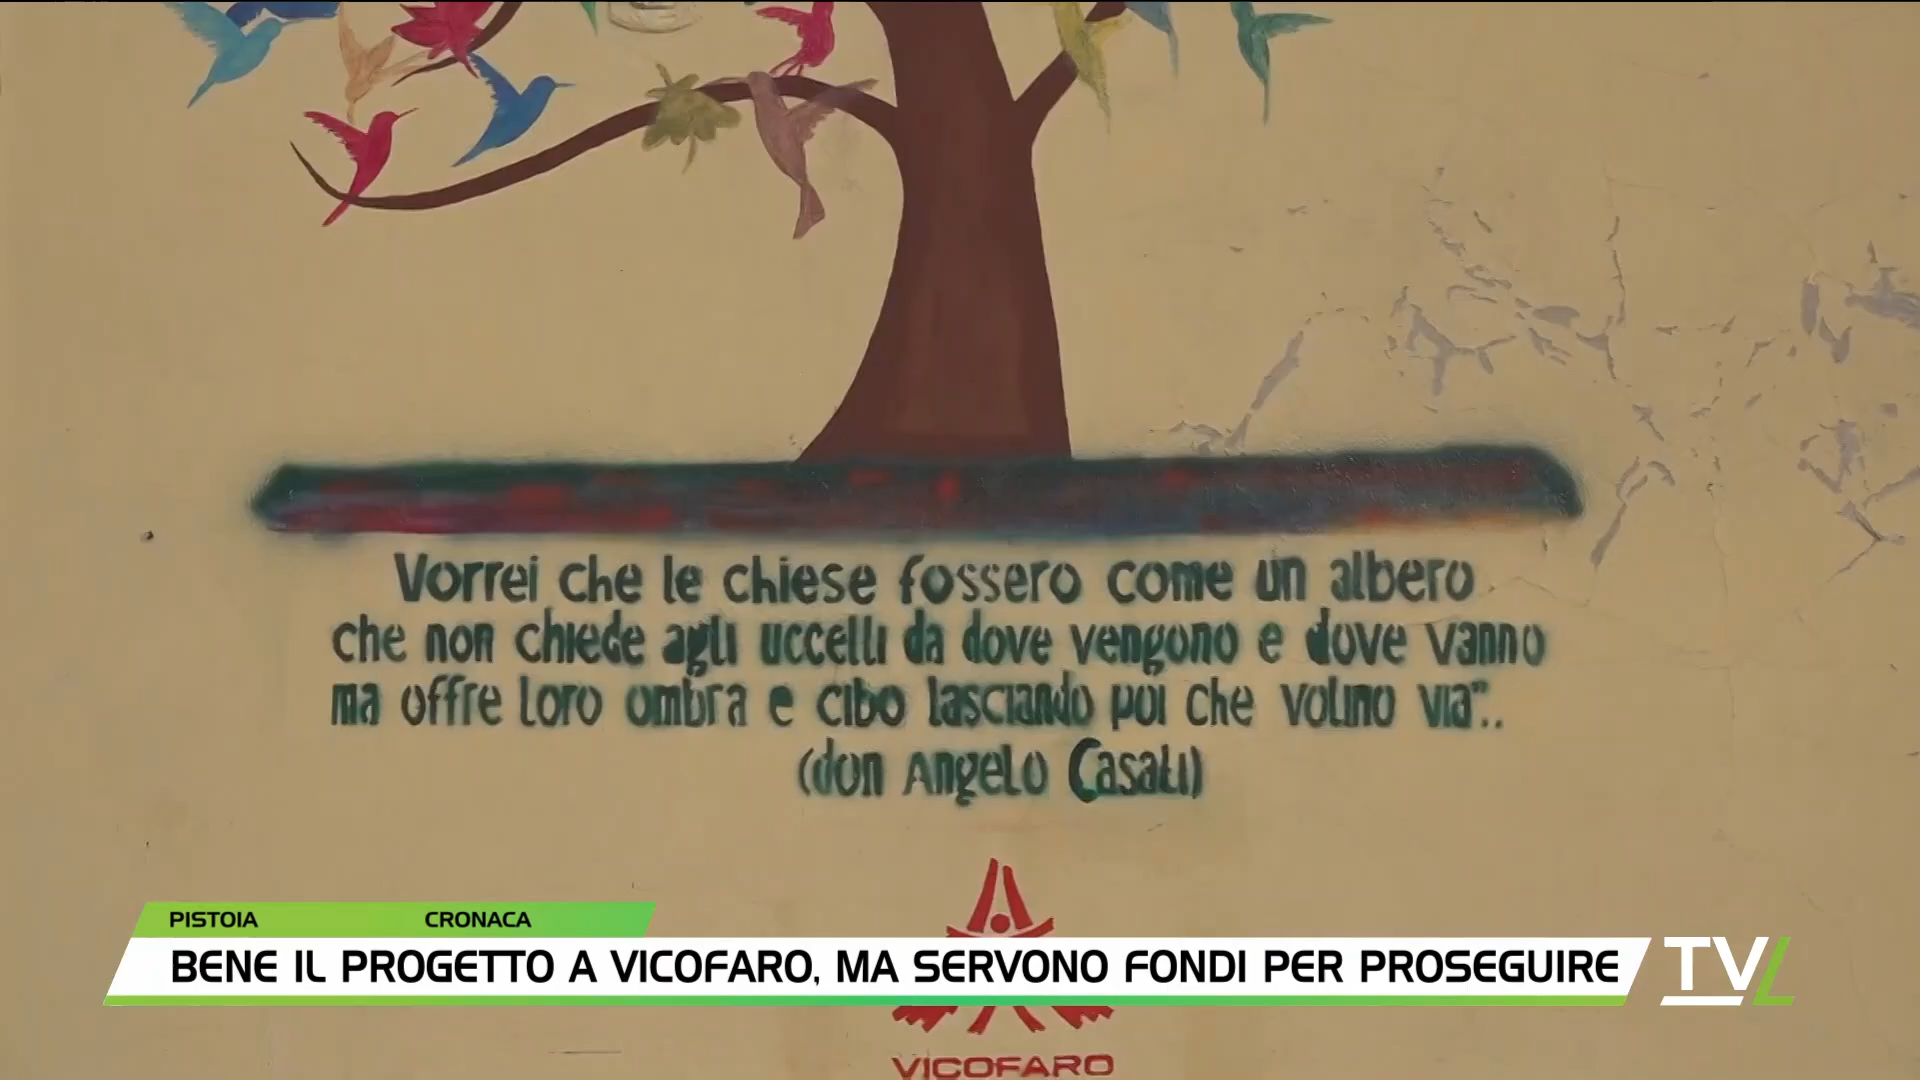 Vorrei che le chiese fossero come un albero
che non chiede agli uccelli da dove vengono e dove vanno
ma offre loro ombra e cibo lasciando poi che volino via"..
(don Angelo Casati)
PISTOIA CRONACA
BENE IL PROGETTO A VICOFARO, MA SERVONO FONDI PER PROSEGUIRE
TVL
VICOFARO